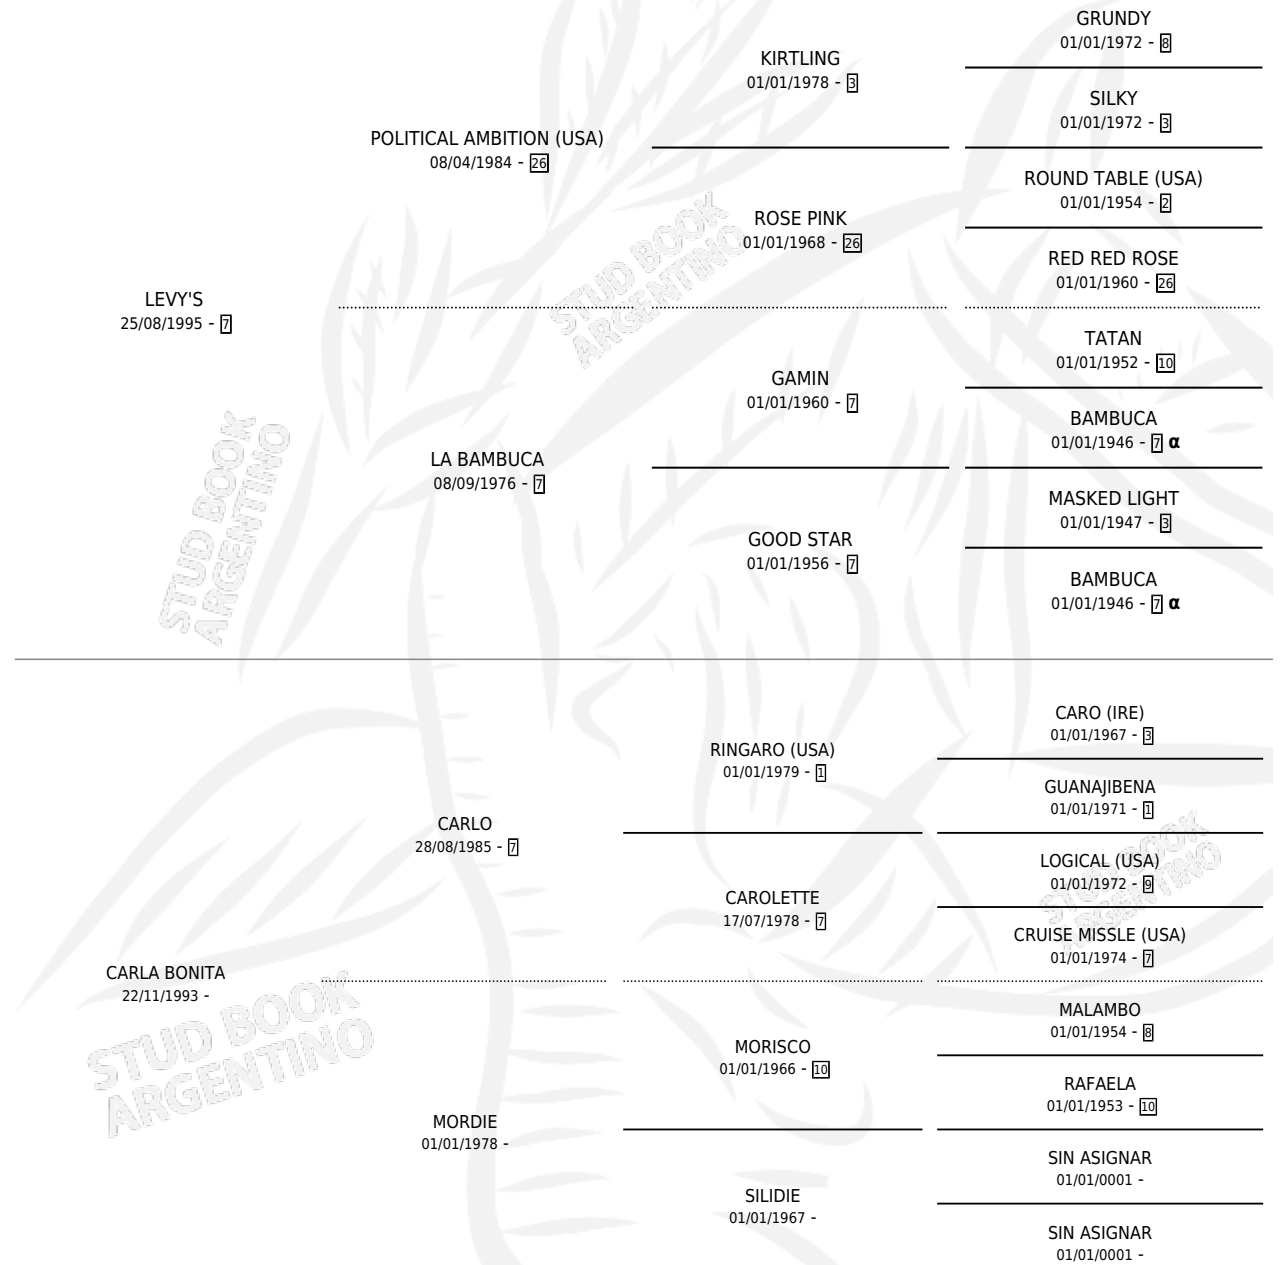 GRUNDY
01/01/1972 - 8
KIRTLING
01/01/1978 - 3
SILKY
01/01/1972 - 3
POLITICAL AMBITION (USA)
08/04/1984 - 26
ROUND TABLE (USA)
01/01/1954 - 2
ROSE PINK
01/01/1968 - 26
RED RED ROSE
01/01/1960 - 26
LEVY'S
25/08/1995 - 7
TATAN
01/01/1952 - 10
GAMIN
01/01/1960 - 7
BAMBUCA
01/01/1946 - 7 α
LA BAMBUCA
08/09/1976 - 7
MASKED LIGHT
01/01/1947 - 3
GOOD STAR
01/01/1956 - 7
BAMBUCA
01/01/1946 - 7 α
CARO (IRE)
01/01/1967 - 3
RINGARO (USA)
01/01/1979 - 1
GUANAJIBENA
01/01/1971 - 1
CARLO
28/08/1985 - 7
LOGICAL (USA)
01/01/1972 - 9
CAROLETTE
17/07/1978 - 7
CRUISE MISSLE (USA)
01/01/1974 - 7
CARLA BONITA
22/11/1993 -
MALAMBO
01/01/1954 - 8
MORISCO
01/01/1966 - 10
RAFAELA
01/01/1953 - 10
MORDIE
01/01/1978 -
SIN ASIGNAR
01/01/0001 -
SILIDIE
01/01/1967 -
SIN ASIGNAR
01/01/0001 -
STUD BOOK
ARGENTINO
STUD BOOK
ARGENTINO
STUD BOOK
ARGENTINO
STUD BOOK
ARGENTINO